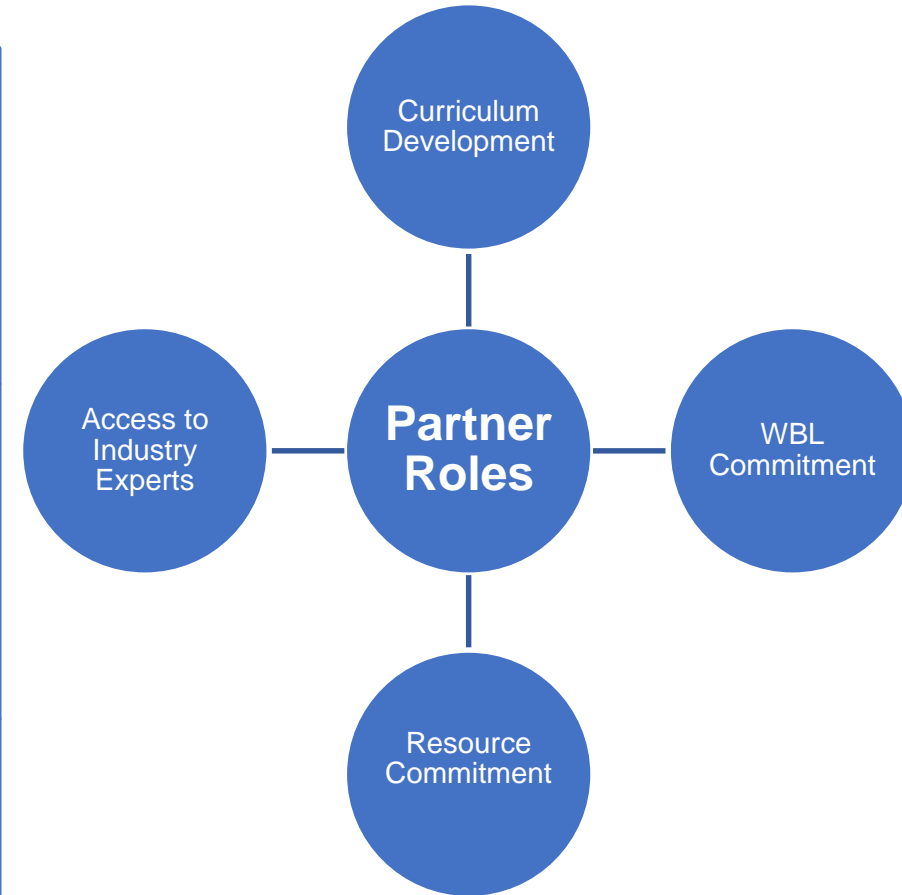 Curriculum
Development
Access to
Industry
Experts
Partner
Roles
WBL
Commitment
Resource
Commitment